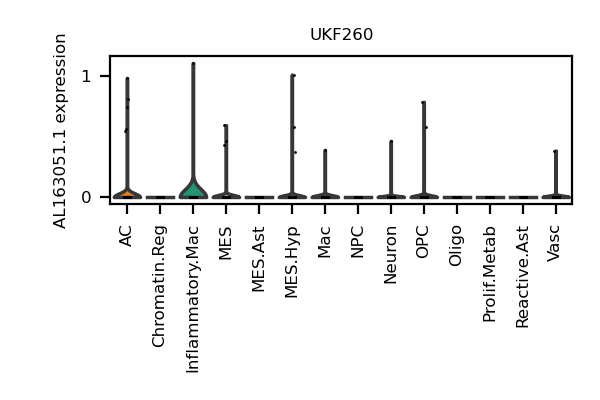 UKF260
AL163051.1 expression
1
0
AC
Chromatin.Reg
Inflammatory.Mac
MES
MES.Ast
MES.Hyp
Mac
NPC
Neuron
OPC
Oligo
Prolif.Metab
Reactive.Ast
Vasc